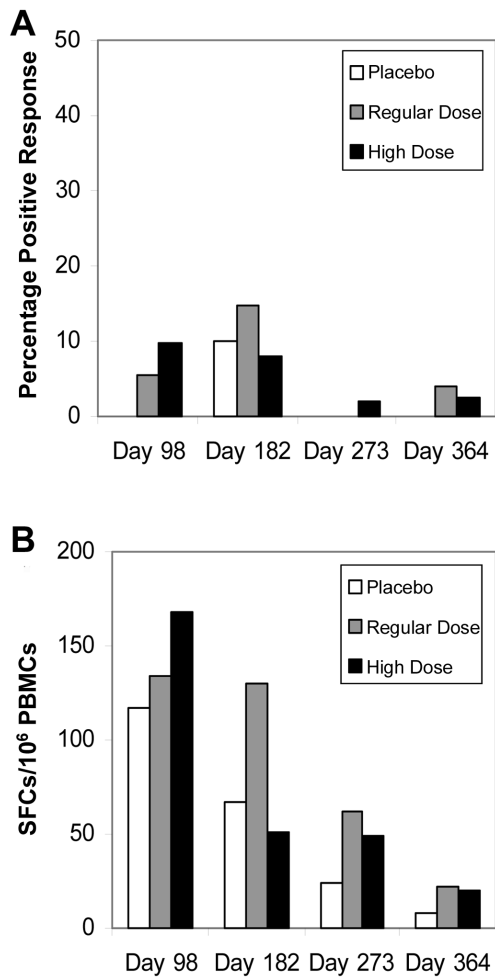 A
Percentage Positive Response
50
40
30
20
10
0
Placebo
Regular Dose
High Dose
Day 98 Day 182 Day 273 Day 364
B
SFCs/10⁶ PBMCs
200
150
100
50
0
Placebo
Regular Dose
High Dose
Day 98 Day 182 Day 273 Day 364